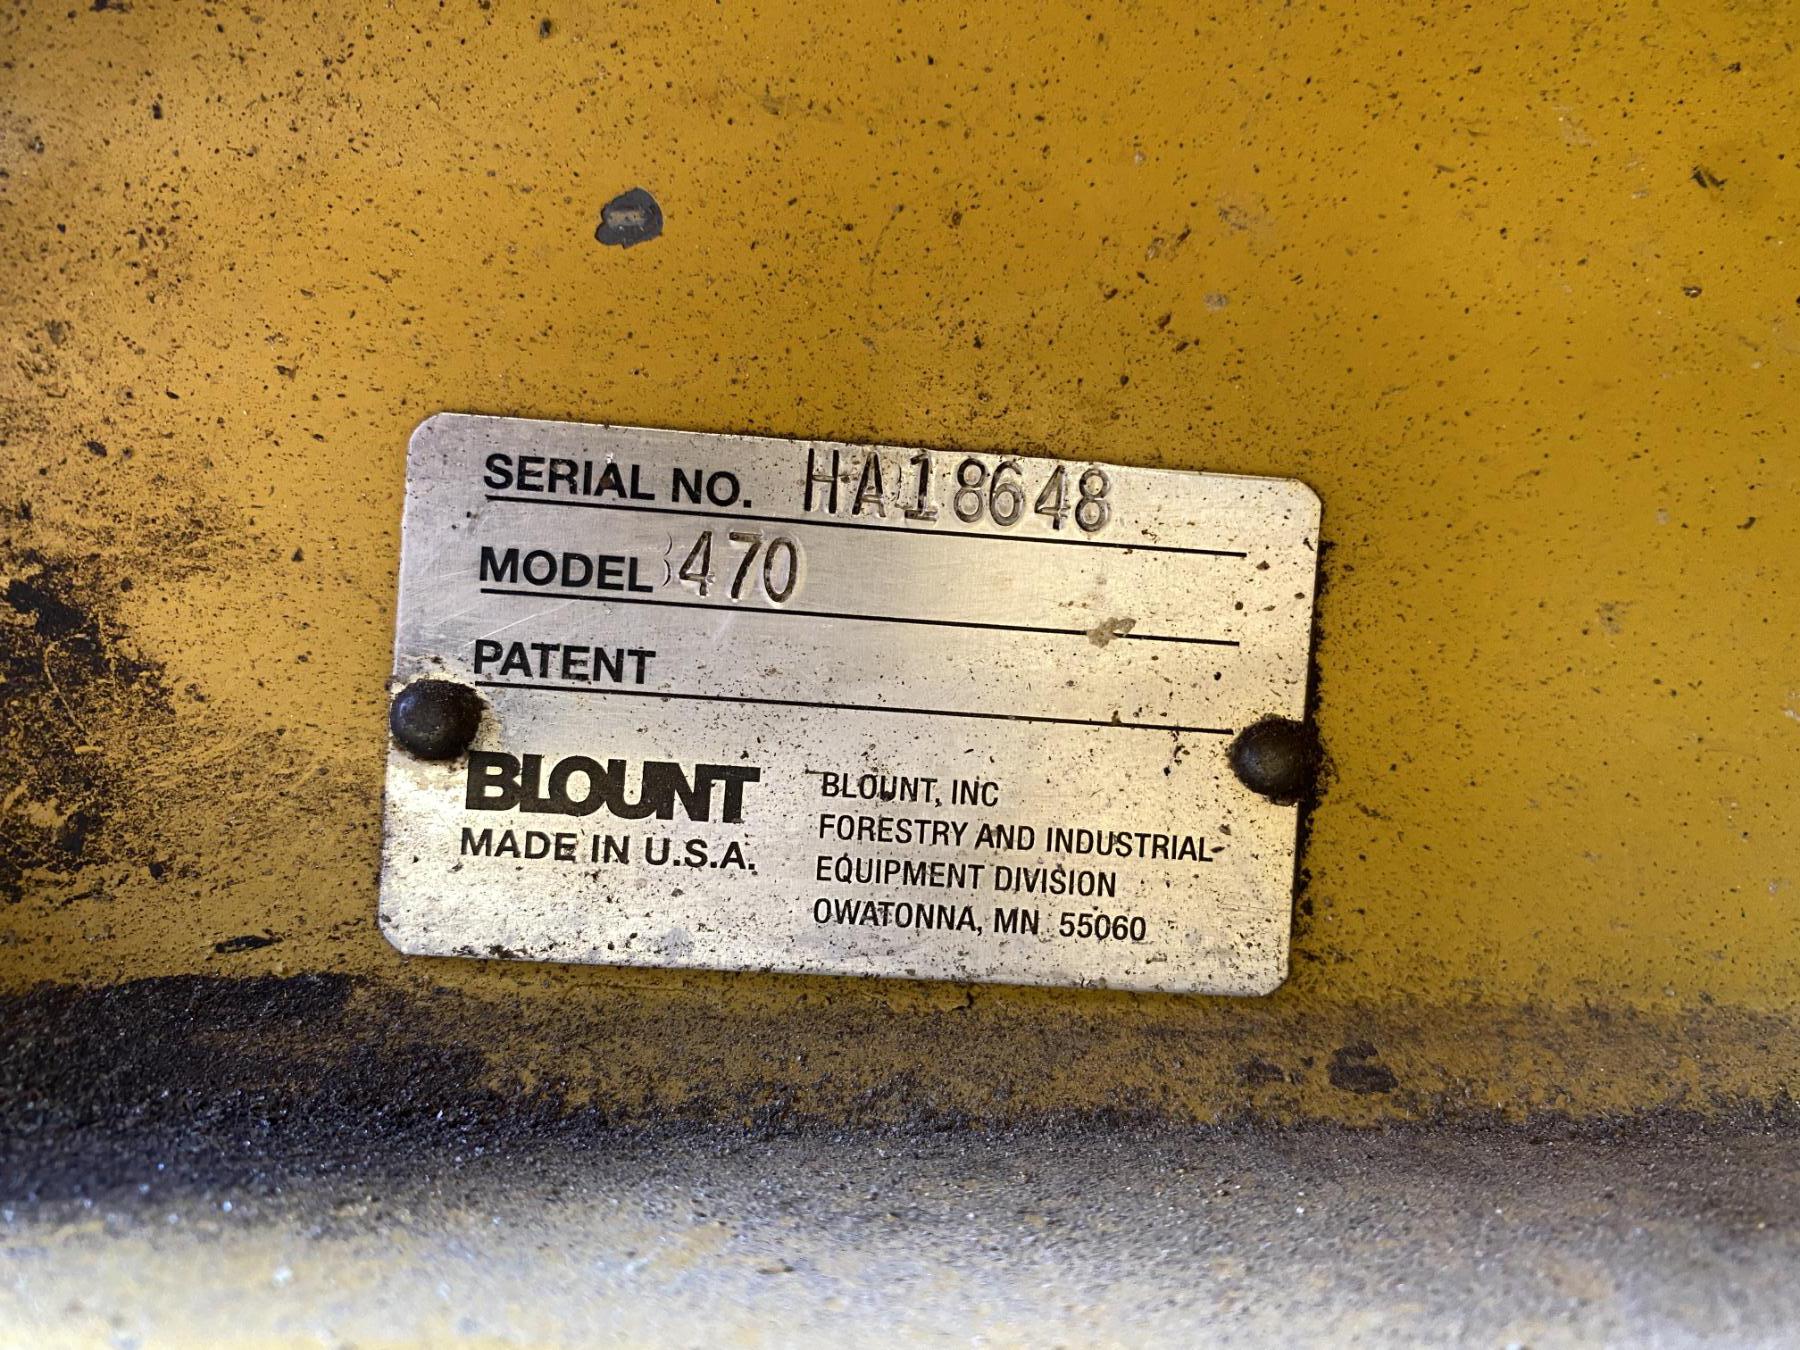 SERIAL NO. HA18648
MODEL 470
PATENT
BLOUNT
MADE IN U.S.A.
BLOUNT, INC
FORESTRY AND INDUSTRIAL
EQUIPMENT DIVISION
OWATONNA, MN 55060